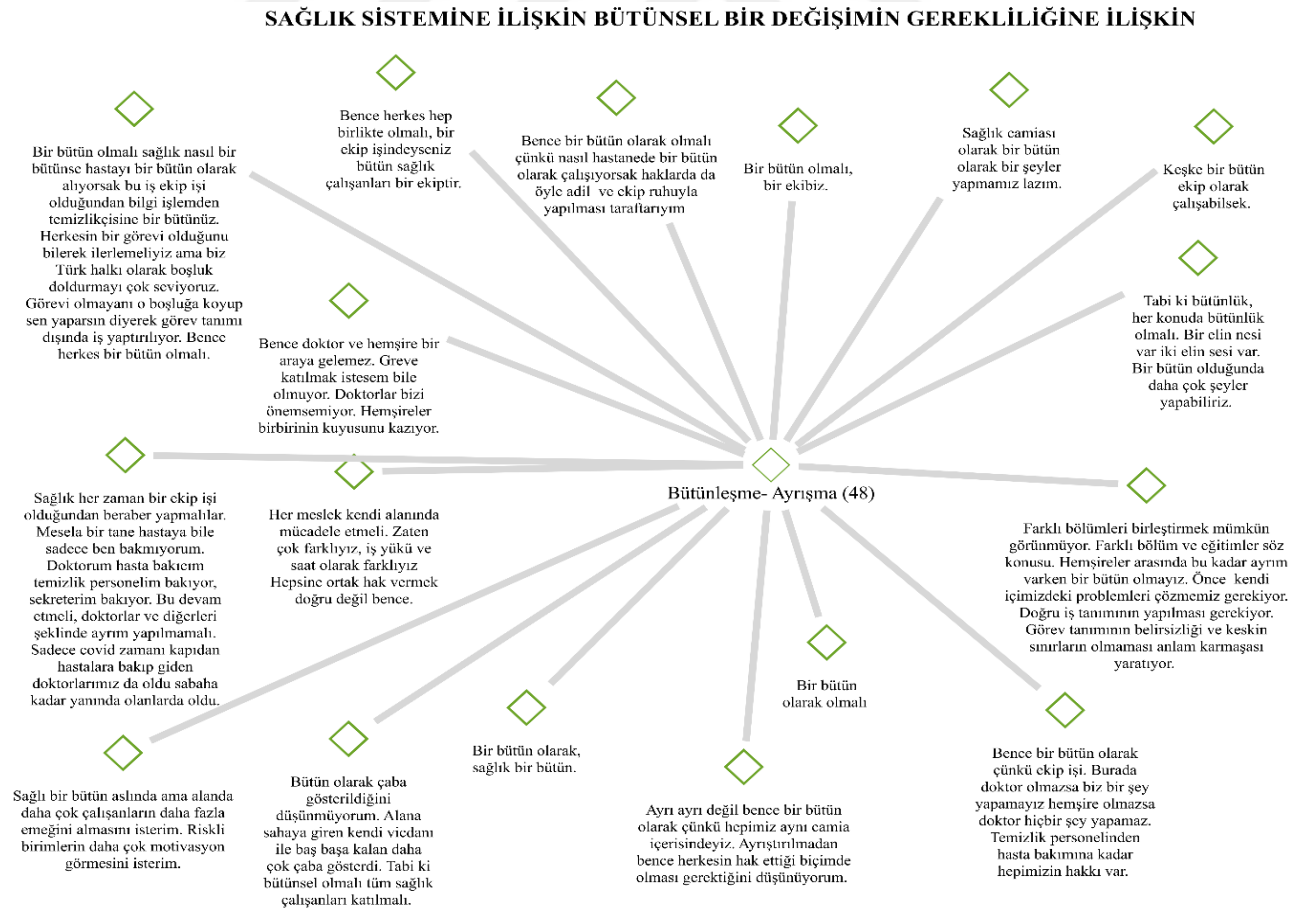 SAĞLIK SİSTEMİNE İLİŞKİN BÜTÜNSEL BİR DEĞİŞİMİN GEREKLİLİĞİNE İLİŞKİN
Bir bütün olmalı sağlık nasıl bir
bütünse hastayı bir bütün olarak
alıyorsak bu iş ekip işi
olduğundan bilgi işlemden
temizlikçisine bir bütünüz.
Herkesin bir görevi olduğunu
bilerek ilerlemeliyiz ama biz
Türk halkı olarak boşluk
doldurmayı çok seviyoruz.
Görevi olmayanı o boşluğa koyup
sen yaparsın diyerek görev tanımı
dışında iş yaptırılıyor. Bence
herkes bir bütün olmalı.
Bence herkes hep
birlikte olmalı, bir
ekip işindeyseniz
bütün sağlık
çalışanları bir ekiptir.
Bence bir bütün olarak olmalı
çünkü nasıl hastanede bir bütün
olarak çalışıyorsak haklarda da
öyle adil ve ekip ruhuyla
yapılması taraftarıyım
Bir bütün olmalı,
bir ekibiz.
Sağlık camiası
olarak bir bütün
olarak bir şeyler
yapmamız lazım.
Keşke bir bütün
ekip olarak
çalışabilsek.
Bence doktor ve hemşire bir
araya gelemez. Greve
katılmak istesem bile
olmuyor. Doktorlar bizi
önemsemiyor. Hemşireler
birbirinin kuyusunu kazıyor.
Tabi ki bütünlük,
her konuda bütünlük
olmalı. Bir elin nesi
var iki elin sesi var.
Bir bütün olduğunda
daha çok şeyler
yapabiliriz.
Bütünleşme- Ayrışma (48)
Sağlık her zaman bir ekip işi
olduğundan beraber yapmalılar.
Mesela bir tane hastaya bile
sadece ben bakmıyorum.
Doktorum hasta bakıcım
temizlik personelim bakıyor,
sekreterim bakıyor. Bu devam
etmeli, doktorlar ve diğerleri
şeklinde ayrım yapılmamalı.
Sadece covid zamanı kapıdan
hastalara bakıp giden
doktorlarımız da oldu sabaha
kadar yanında olanlarda oldu.
Her meslek kendi alanında
mücadele etmeli. Zaten
çok farklıyız, iş yükü ve
saat olarak farklıyız
Hepsine ortak hak vermek
doğru değil bence.
Farklı bölümleri birleştirmek mümkün
görünmüyor. Farklı bölüm ve eğitimler söz
konusu. Hemşireler arasında bu kadar ayrım
varken bir bütün olmayız. Önce kendi
içimizdeki problemleri çözmemiz gerekiyor.
Doğru iş tanımının yapılması gerekiyor.
Görev tanımının belirsizliği ve keskin
sınırların olmaması anlam karmaşası
yaratıyor.
Sağlı bir bütün aslında ama alanda
daha çok çalışanların daha fazla
emeğini almasını isterim. Riskli
birimlerin daha çok motivasyon
görmesini isterim.
Bütün olarak çaba
gösterildiğini
düşünmüyorum. Alana
sahaya giren kendi vicdanı
ile baş başa kalan daha
çok çaba gösterdi. Tabi ki
bütünsel olmalı tüm sağlık
çalışanları katılmalı.
Bir bütün olarak,
sağlık bir bütün.
Ayrı ayrı değil bence bir bütün
olarak çünkü hepimiz aynı camia
içerisindeyiz. Ayrıştırılmadan
bence herkesin hak ettiği biçimde
olması gerektiğini düşünüyorum.
Bir bütün
olarak olmalı
Bence bir bütün olarak
çünkü ekip işi. Burada
doktor olmazsa biz bir şey
yapamayız hemşire olmazsa
doktor hiçbir şey yapamaz.
Temizlik personelinden
hasta bakımına kadar
hepimizin hakkı var.